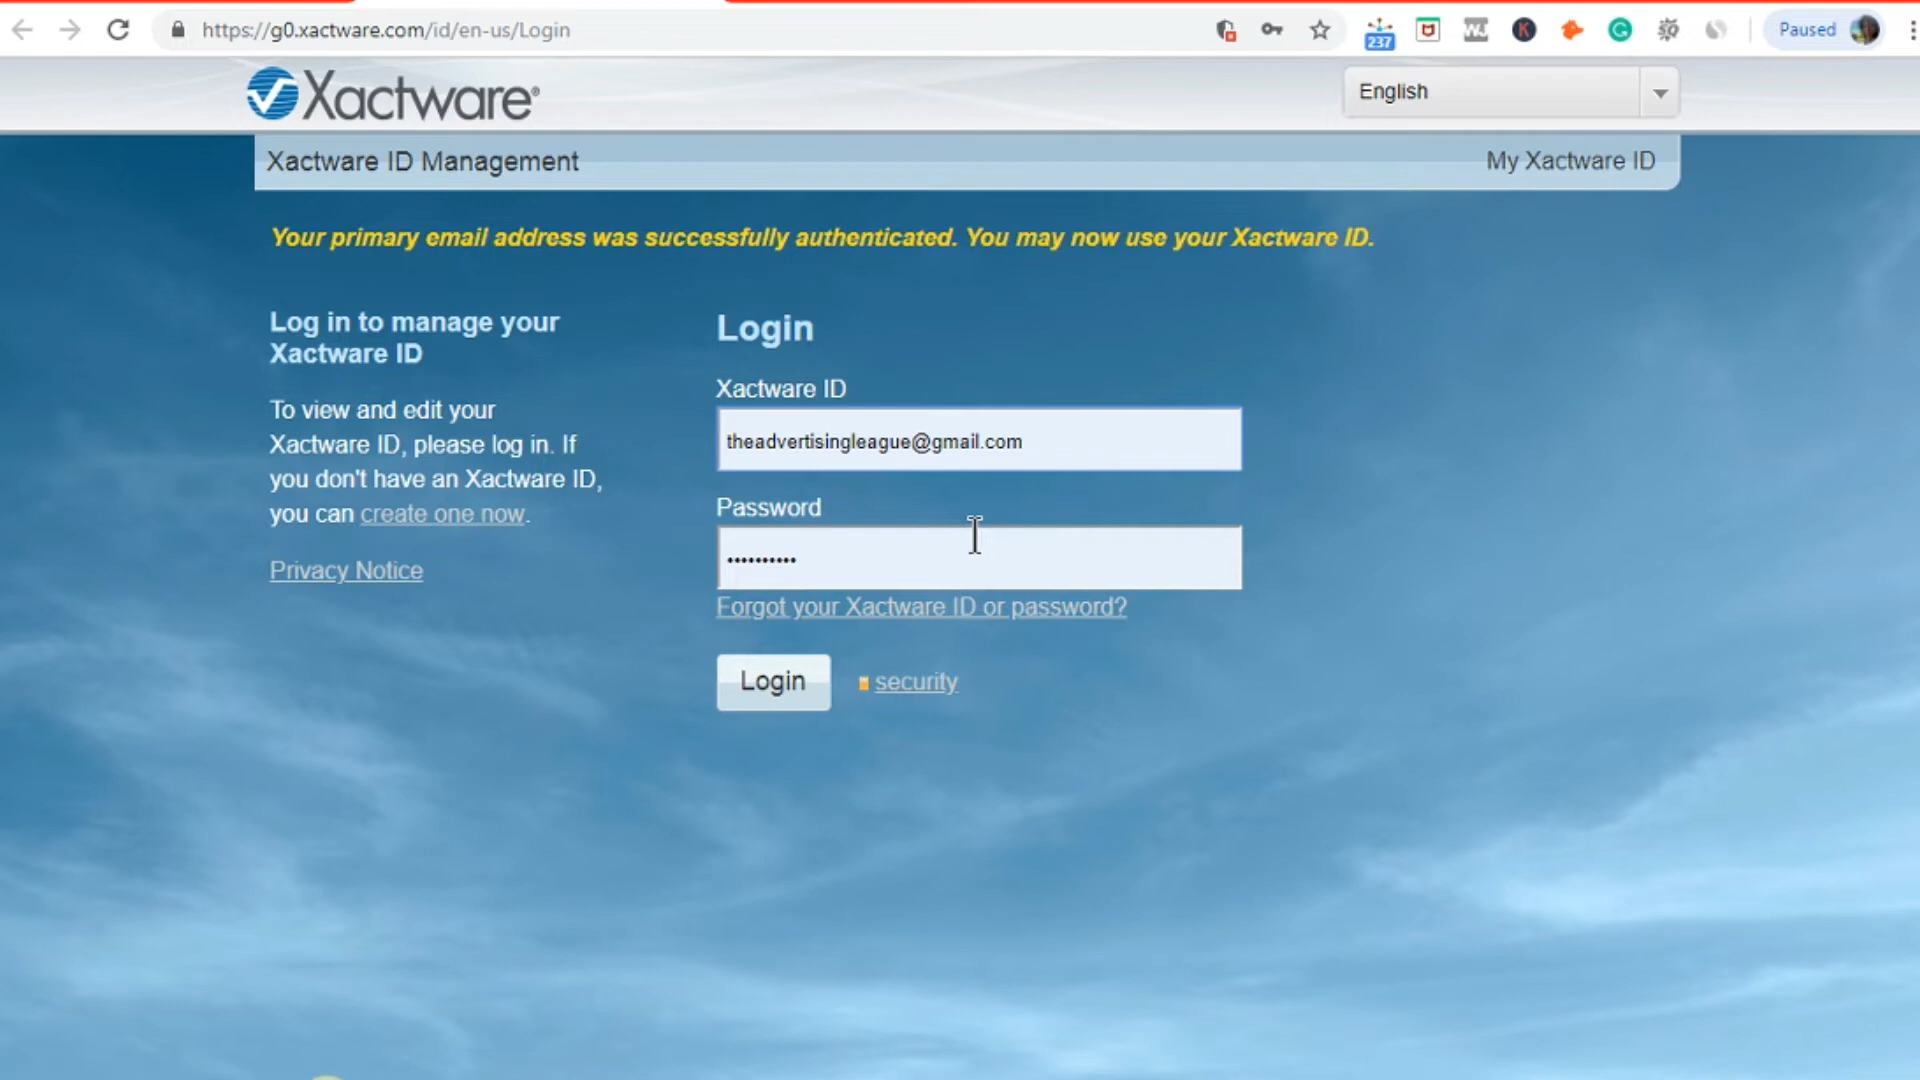 https://g0.xactware.com/id/en-us/Login
237
Paused
Xactware®
English
Xactware ID Management
My Xactware ID
Your primary email address was successfully authenticated. You may now use your Xactware ID.
Log in to manage your
Xactware ID
To view and edit your
Xactware ID, please log in. If
you don't have an Xactware ID,
you can create one now.
Privacy Notice
Login
Xactware ID
theadvertisingleague@gmail.com
Password
••••••••••
Forgot your Xactware ID or password?
Login
security